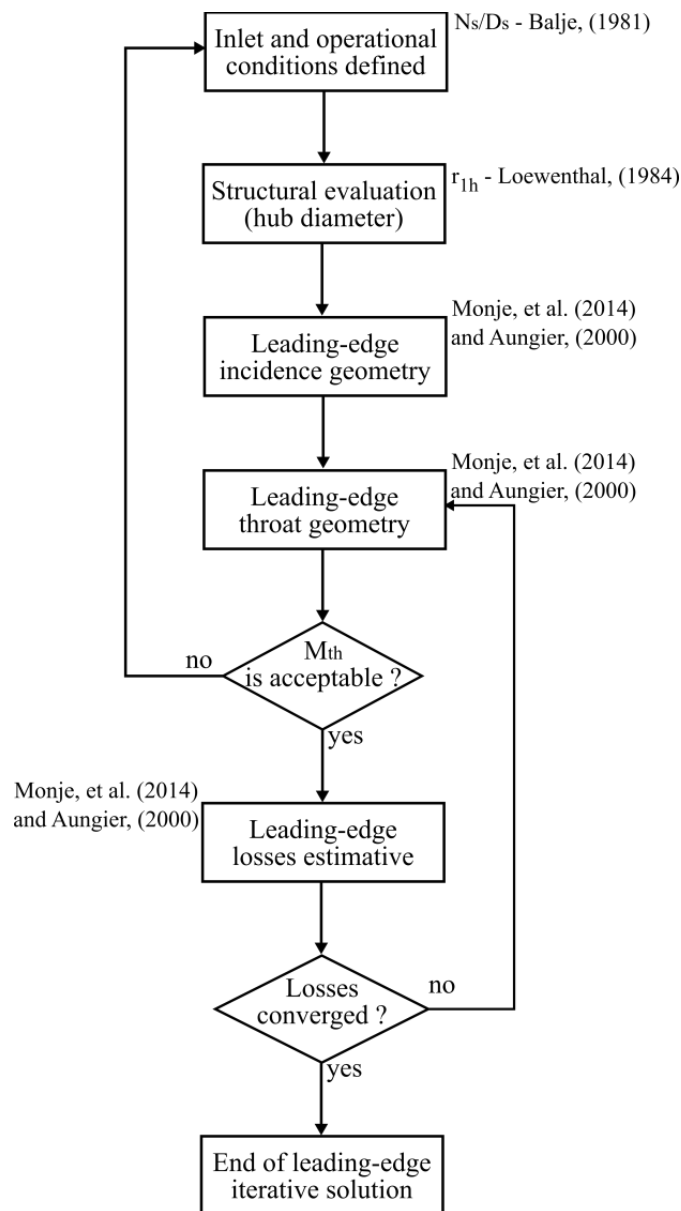 Inlet and operational
conditions defined
Ns/Ds - Balje, (1981)
Structural evaluation
(hub diameter)
r1h - Loewenthal, (1984)
Monje, et al. (2014)
and Aungier, (2000)
Leading-edge
incidence geometry
Monje, et al. (2014)
and Aungier, (2000)
Leading-edge
throat geometry
Mth
is acceptable ?
no
yes
Monje, et al. (2014)
and Aungier, (2000)
Leading-edge
losses estimative
Losses
converged ?
no
yes
End of leading-edge
iterative solution